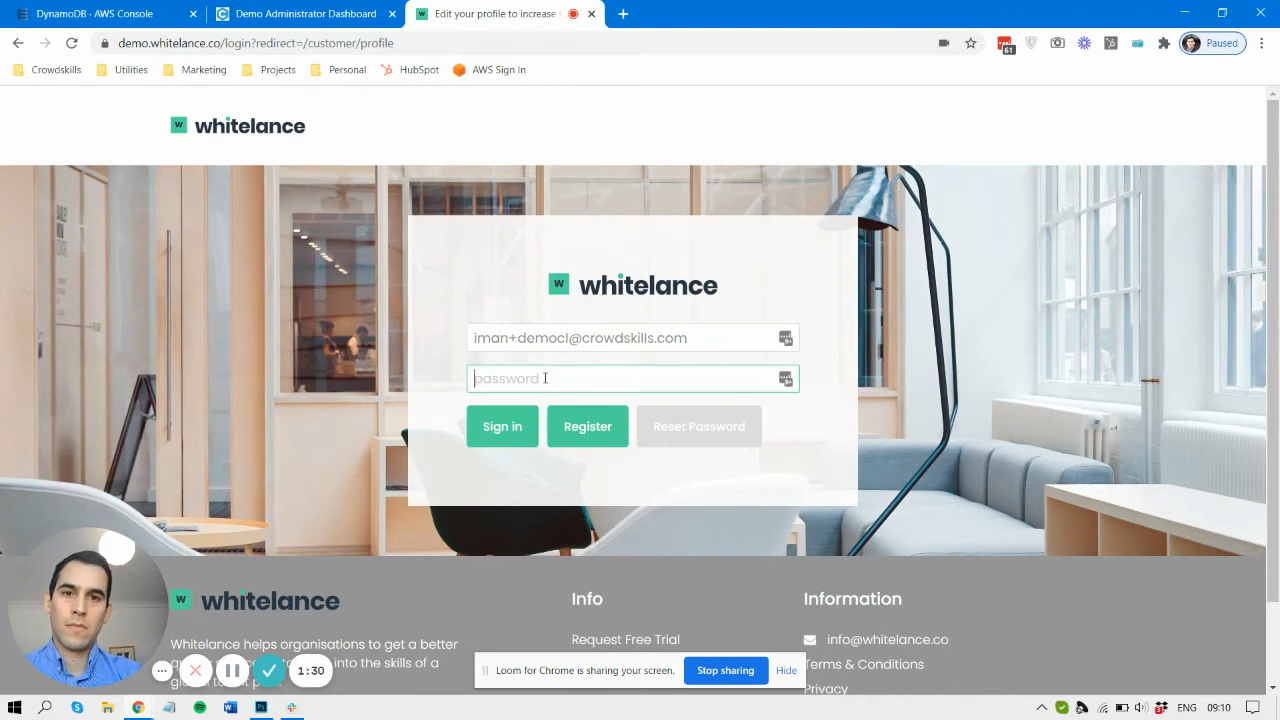 DynamoDB - AWS Console
Demo Administrator Dashboard
Edit your profile to increase
demo.whitelance.co/login?redirect=/customer/profile
61
Paused
Crowdskills
Utilities
Marketing
Projects
Personal
HubSpot
AWS Sign In
w whitelance
w whitelance
iman+democl@crowdskills.com
password
Sign in
Register
Reset Password
w whitelance
Info
Information
Whitelance helps organisations to get a better
Request Free Trial
info@whitelance.co
into the skills of a
Terms & Conditions
Privacy
1:30
Loom for Chrome is sharing your screen.
Stop sharing
Hide
ENG
09:10